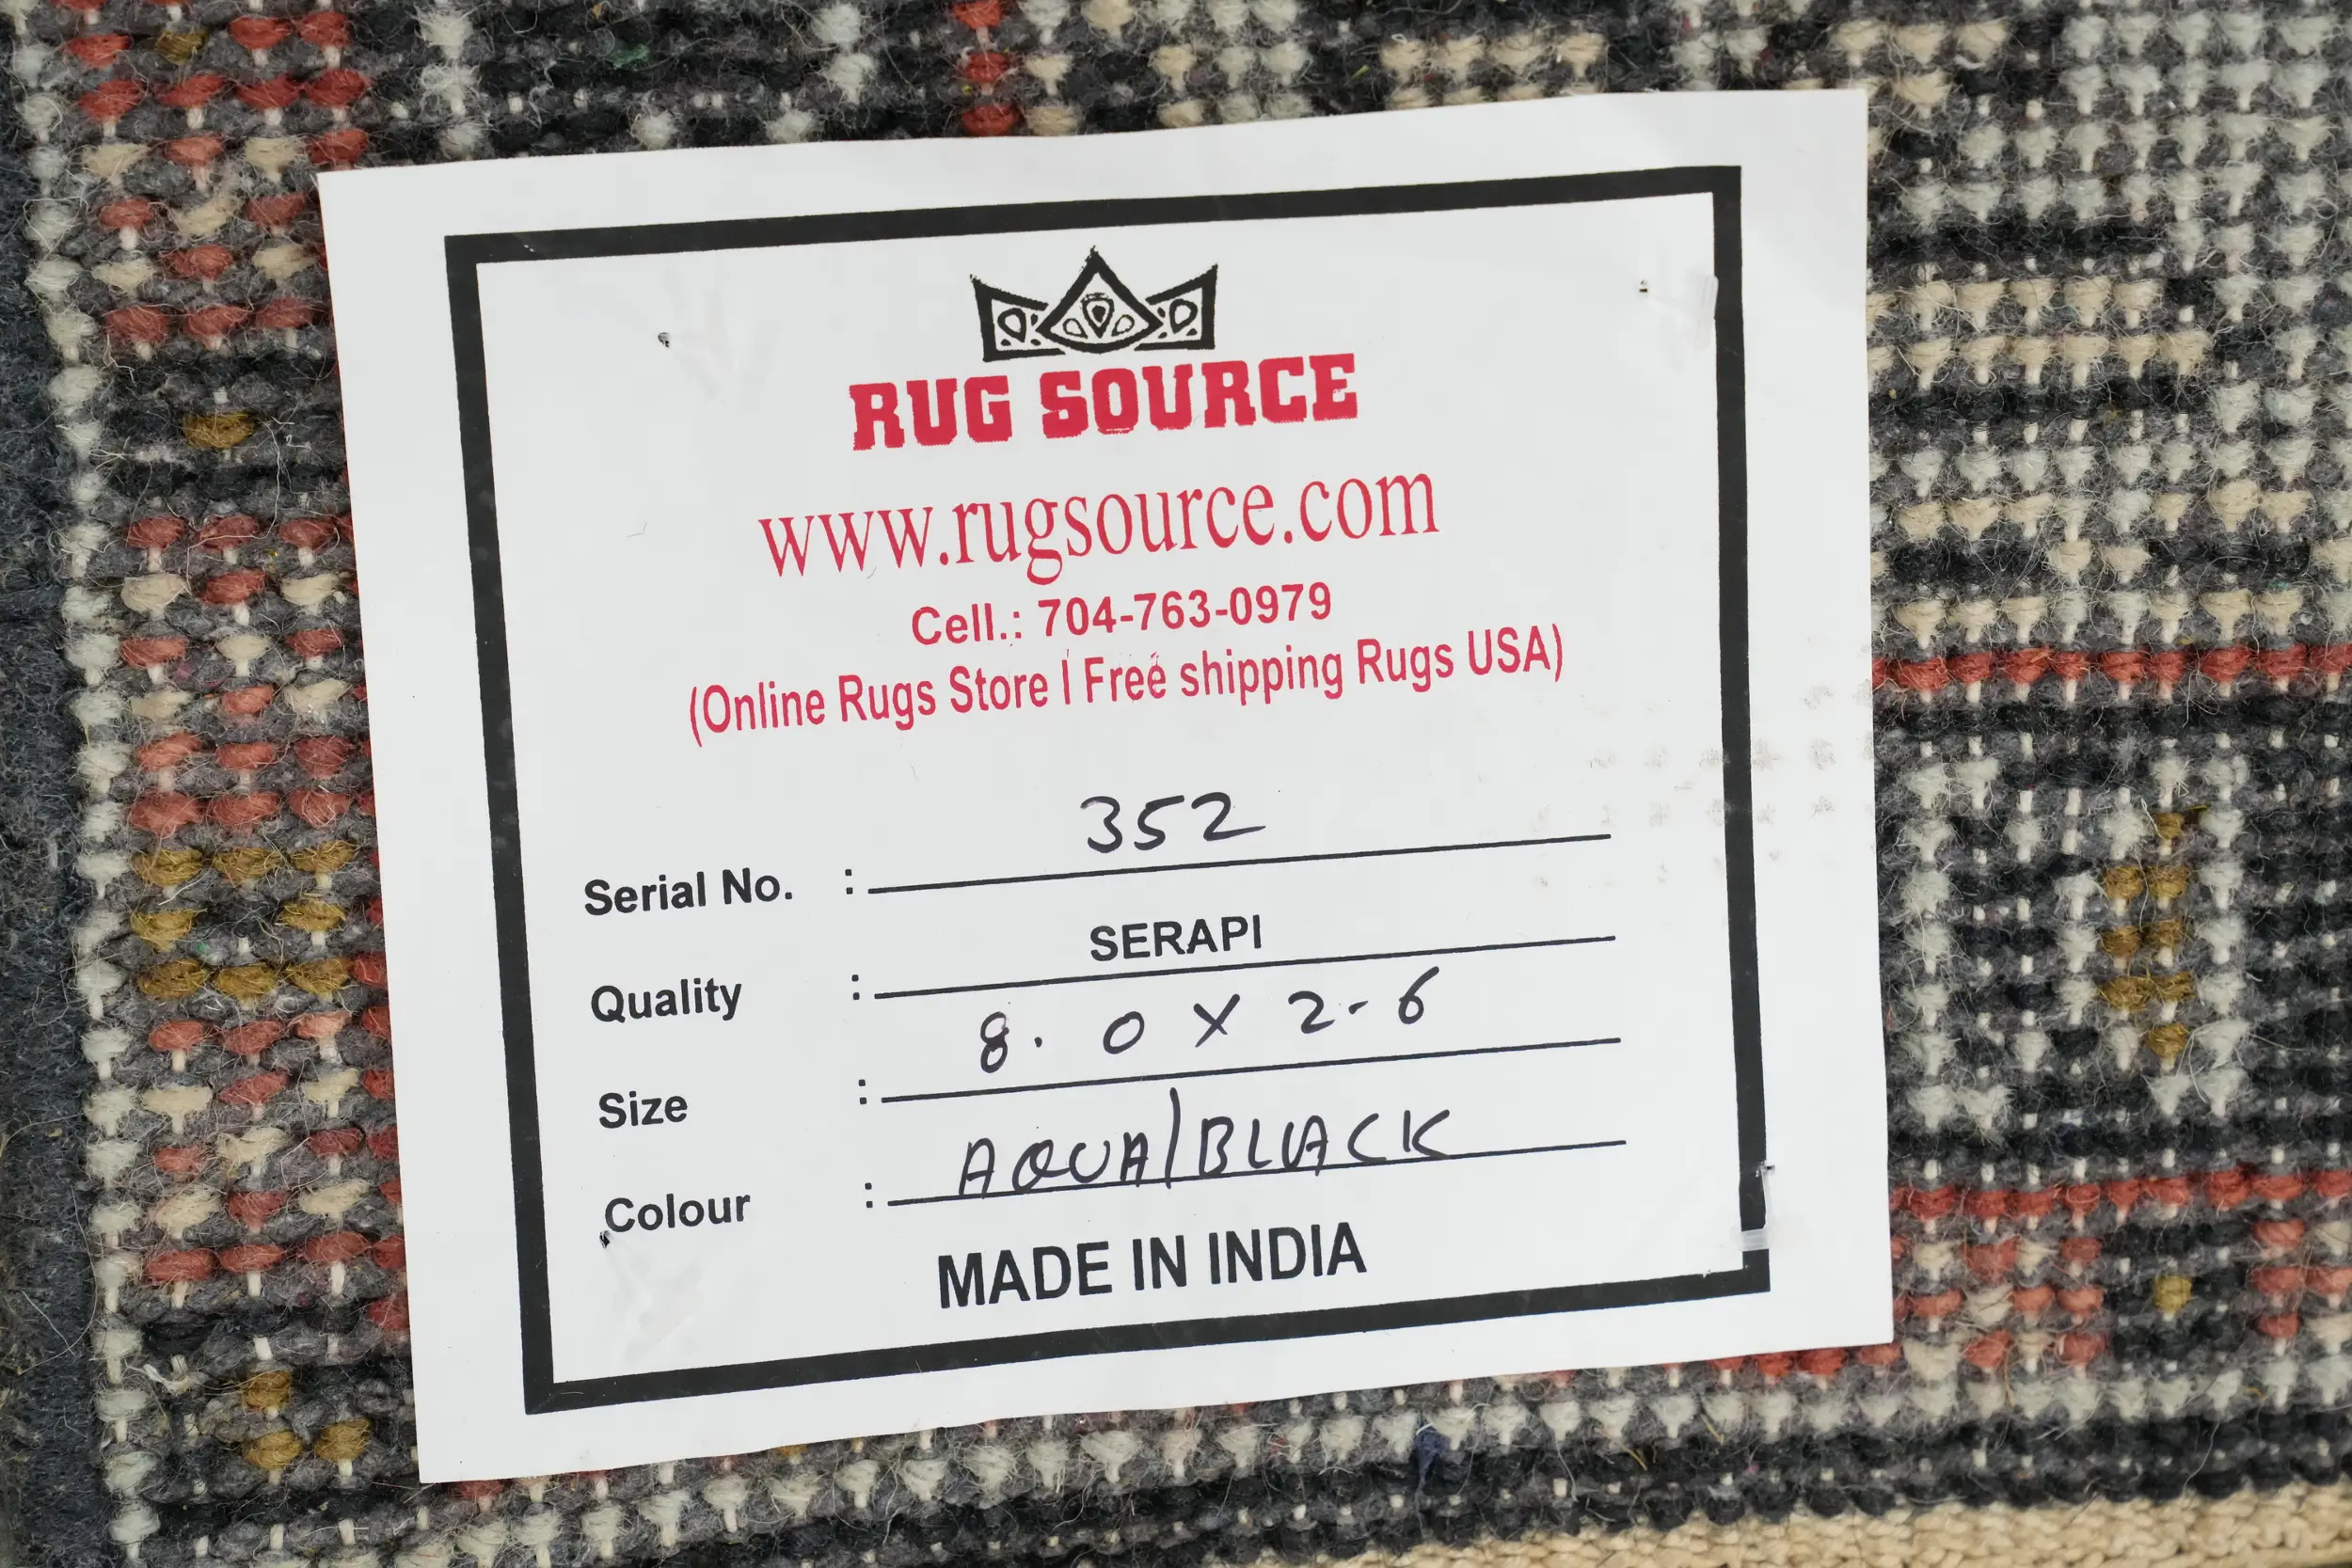 RUG SOURCE
www.rugsource.com
Cell.: 704-763-0979
(Online Rugs Store | Free shipping Rugs USA)
Serial No. : 352
Quality : SERAPI
Size : 8.0 X 2-6
Colour : AQUA/BLACK
MADE IN INDIA